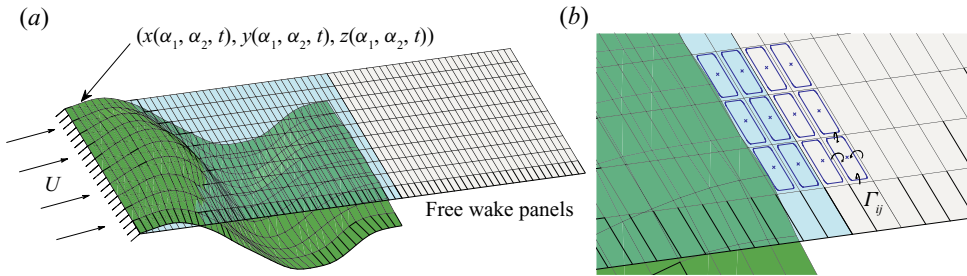 (a)
(x(α₁, α₂, t), y(α₁, α₂, t), z(α₁, α₂, t))
U
Free wake panels
(b)
Γᵢⱼ